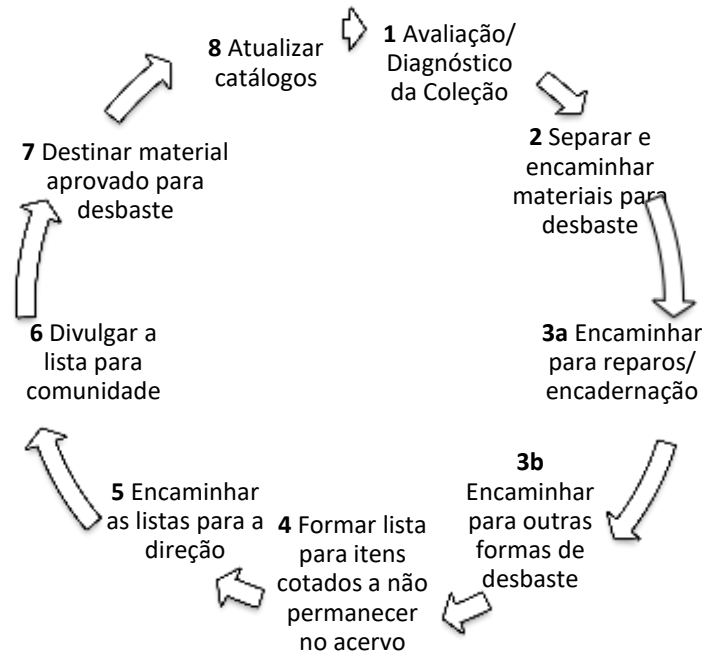 1 Avaliação/
Diagnóstico
da Coleção
2 Separar e
encaminhar
materiais para
desbaste
3a Encaminhar
para reparos/
encadernação
3b
Encaminhar
para outras
formas de
desbaste
4 Formar lista
para itens
cotados a não
permanecer
no acervo
5 Encaminhar
as listas para a
direção
6 Divulgar a
lista para
comunidade
7 Destinar material
aprovado para
desbaste
8 Atualizar
catálogos